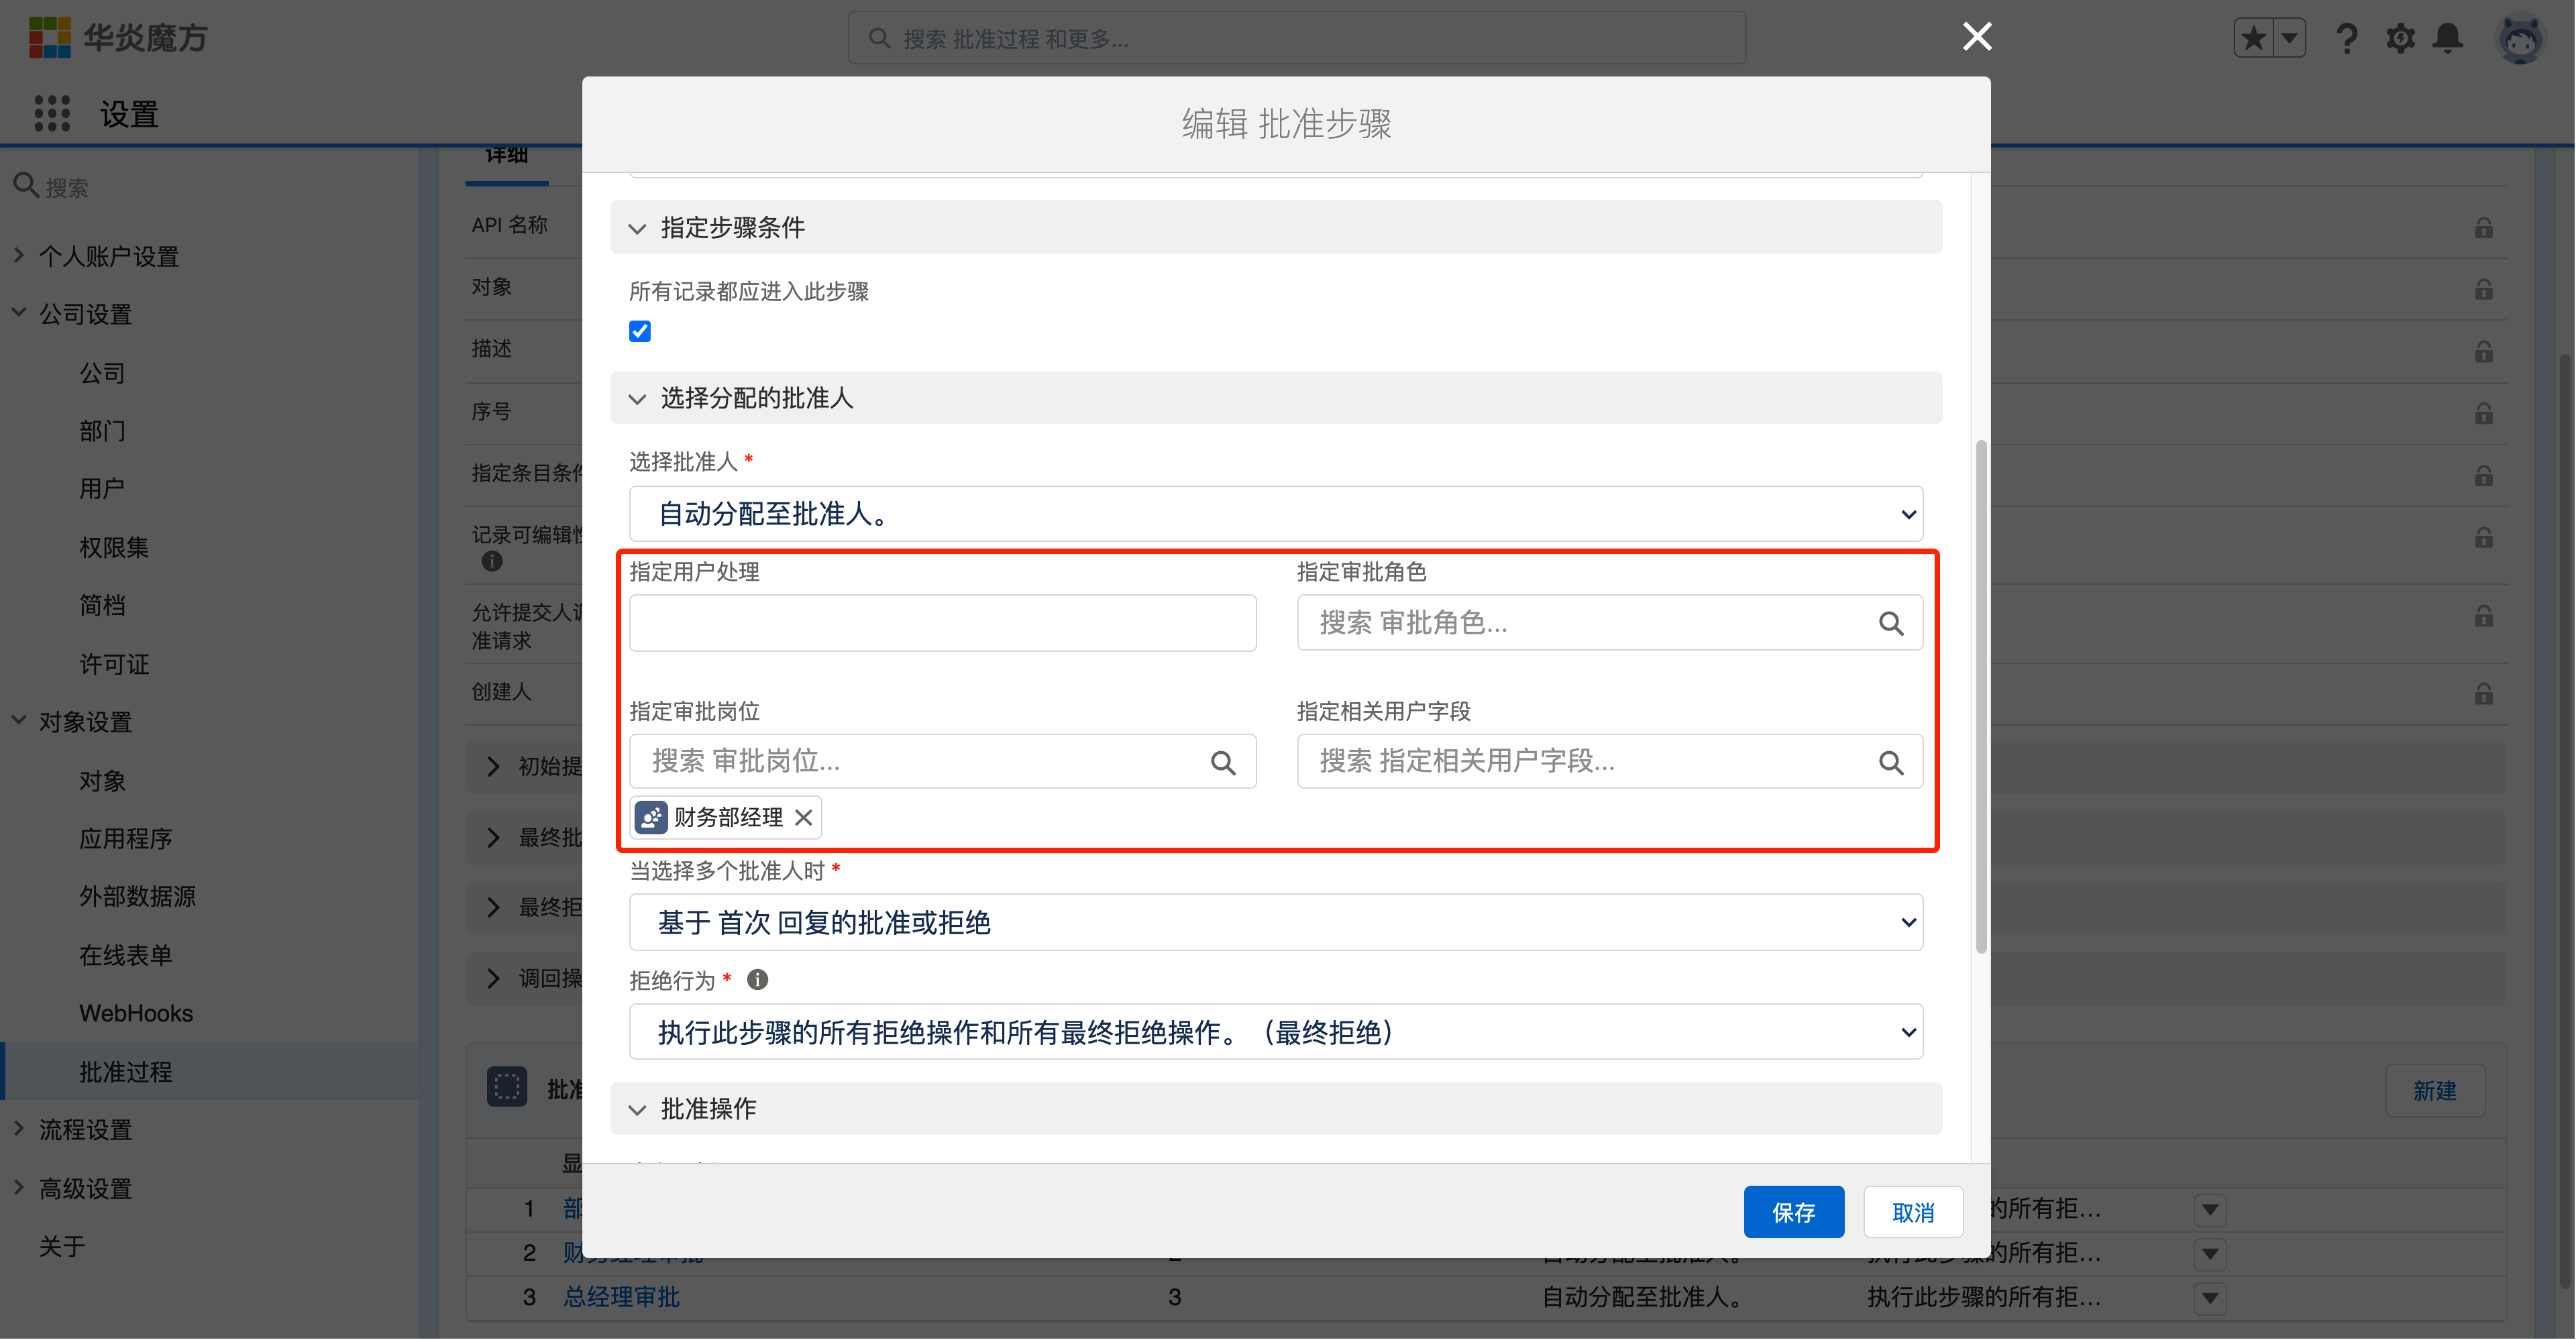 华炎魔方
搜索 批准过程 和更多...
设置
搜索
个人账户设置
公司设置
公司
部门
用户
权限集
简档
许可证
对象设置
对象
应用程序
外部数据源
在线表单
WebHooks
批准过程
流程设置
高级设置
关于
详细
API 名称
对象
描述
序号
指定条目条件
记录可编辑性
允许提交人调
准请求
创建人
初始提
最终批
最终拒
调回操
批准
新建
显
1 部 的所有拒...
2 财务经理审批 2 自动分配至批准人。 执行此步骤的所有拒...
3 总经理审批 3 自动分配至批准人。 执行此步骤的所有拒...
编辑 批准步骤
指定步骤条件
所有记录都应进入此步骤
选择分配的批准人
选择批准人 *
自动分配至批准人。
指定用户处理 指定审批角色
搜索 审批角色...
指定审批岗位 指定相关用户字段
搜索 审批岗位... 搜索 指定相关用户字段...
财务部经理
当选择多个批准人时 *
基于 首次 回复的批准或拒绝
拒绝行为 *
执行此步骤的所有拒绝操作和所有最终拒绝操作。（最终拒绝）
批准操作
保存 取消